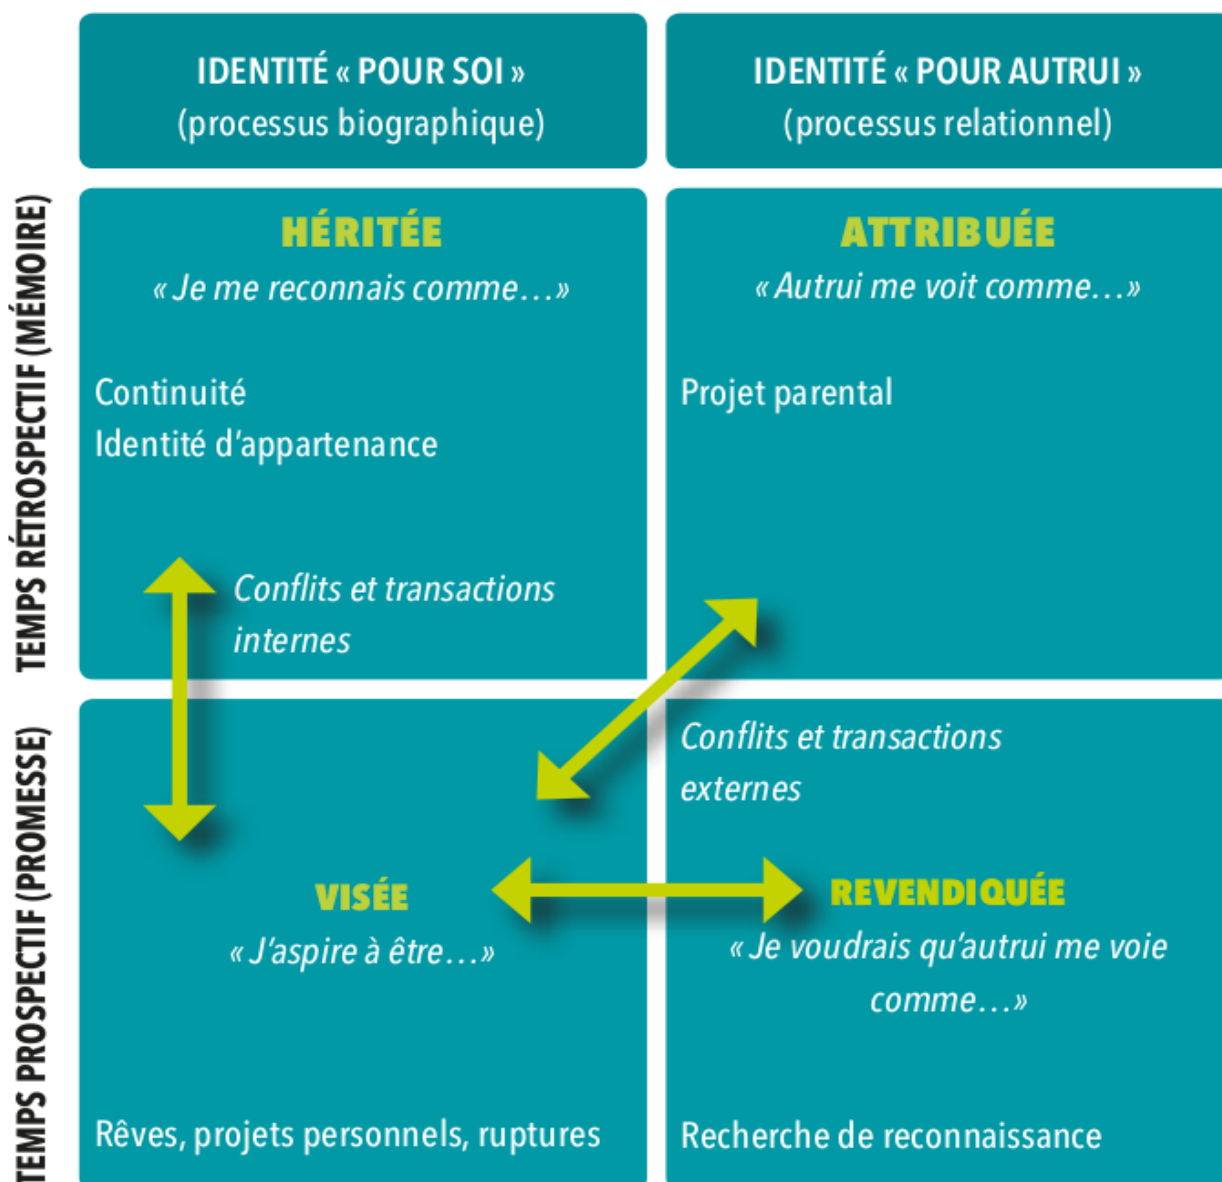 IDENTITÉ « POUR SOI »
(processus biographique)
IDENTITÉ « POUR AUTRUI »
(processus relationnel)
TEMPS RÉTROSPECTIF (MÉMOIRE)
HÉRITÉE
« Je me reconnais comme…»
Continuité
Identité d’appartenance
Conflits et transactions
internes
ATTRIBUÉE
« Autrui me voit comme…»
Projet parental
TEMPS PROSPECTIF (PROMESSE)
VISÉE
« J’aspire à être…»
Rêves, projets personnels, ruptures
Conflits et transactions
externes
REVENDIQUÉE
« Je voudrais qu’autrui me voie
comme…»
Recherche de reconnaissance